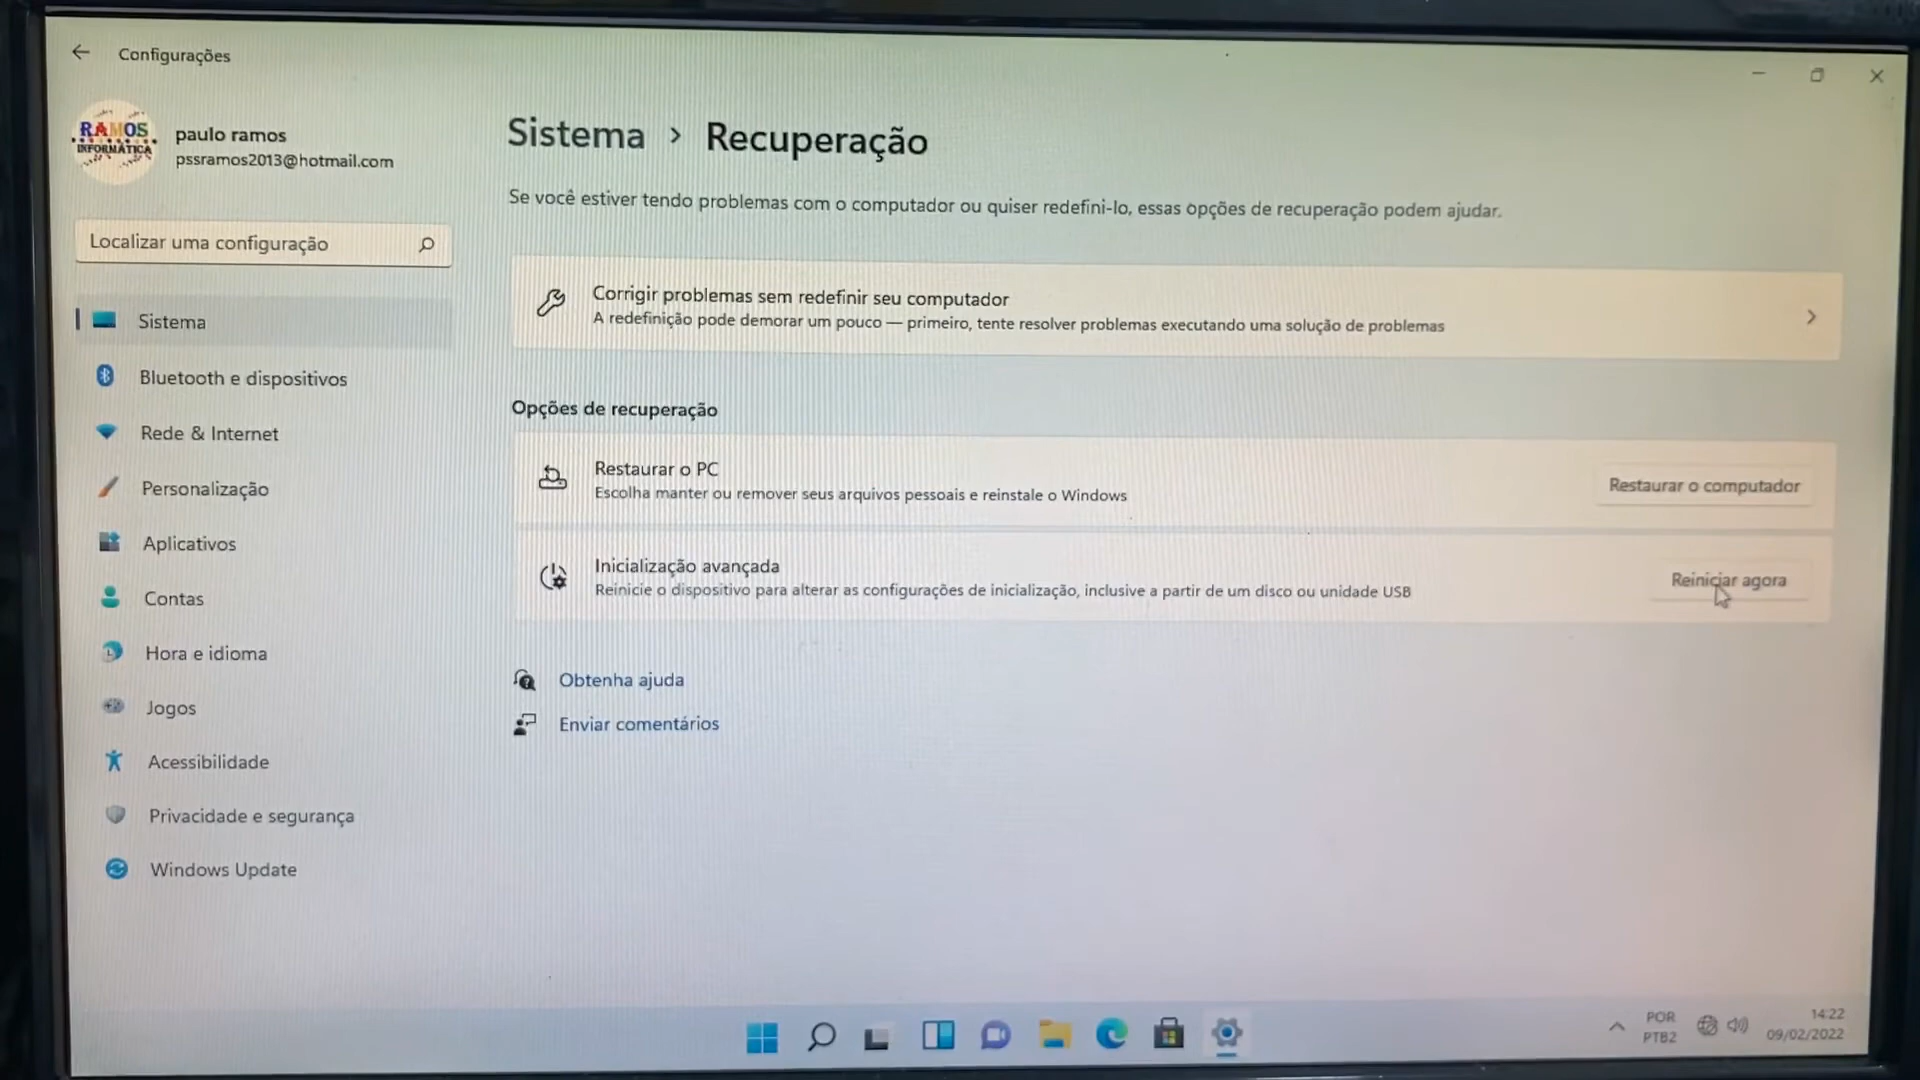 Configurações
RAMOS
INFORMÁTICA
paulo ramos
pssramos2013@hotmail.com
Localizar uma configuração
Sistema
Bluetooth e dispositivos
Rede & Internet
Personalização
Aplicativos
Contas
Hora e idioma
Jogos
Acessibilidade
Privacidade e segurança
Windows Update
Sistema > Recuperação
Se você estiver tendo problemas com o computador ou quiser redefini-lo, essas opções de recuperação podem ajudar.
Corrigir problemas sem redefinir seu computador
A redefinição pode demorar um pouco — primeiro, tente resolver problemas executando uma solução de problemas
Opções de recuperação
Restaurar o PC
Escolha manter ou remover seus arquivos pessoais e reinstale o Windows
Restaurar o computador
Inicialização avançada
Reinicie o dispositivo para alterar as configurações de inicialização, inclusive a partir de um disco ou unidade USB
Reiniciar agora
Obtenha ajuda
Enviar comentários
POR
PTB2
14:22
09/02/2022